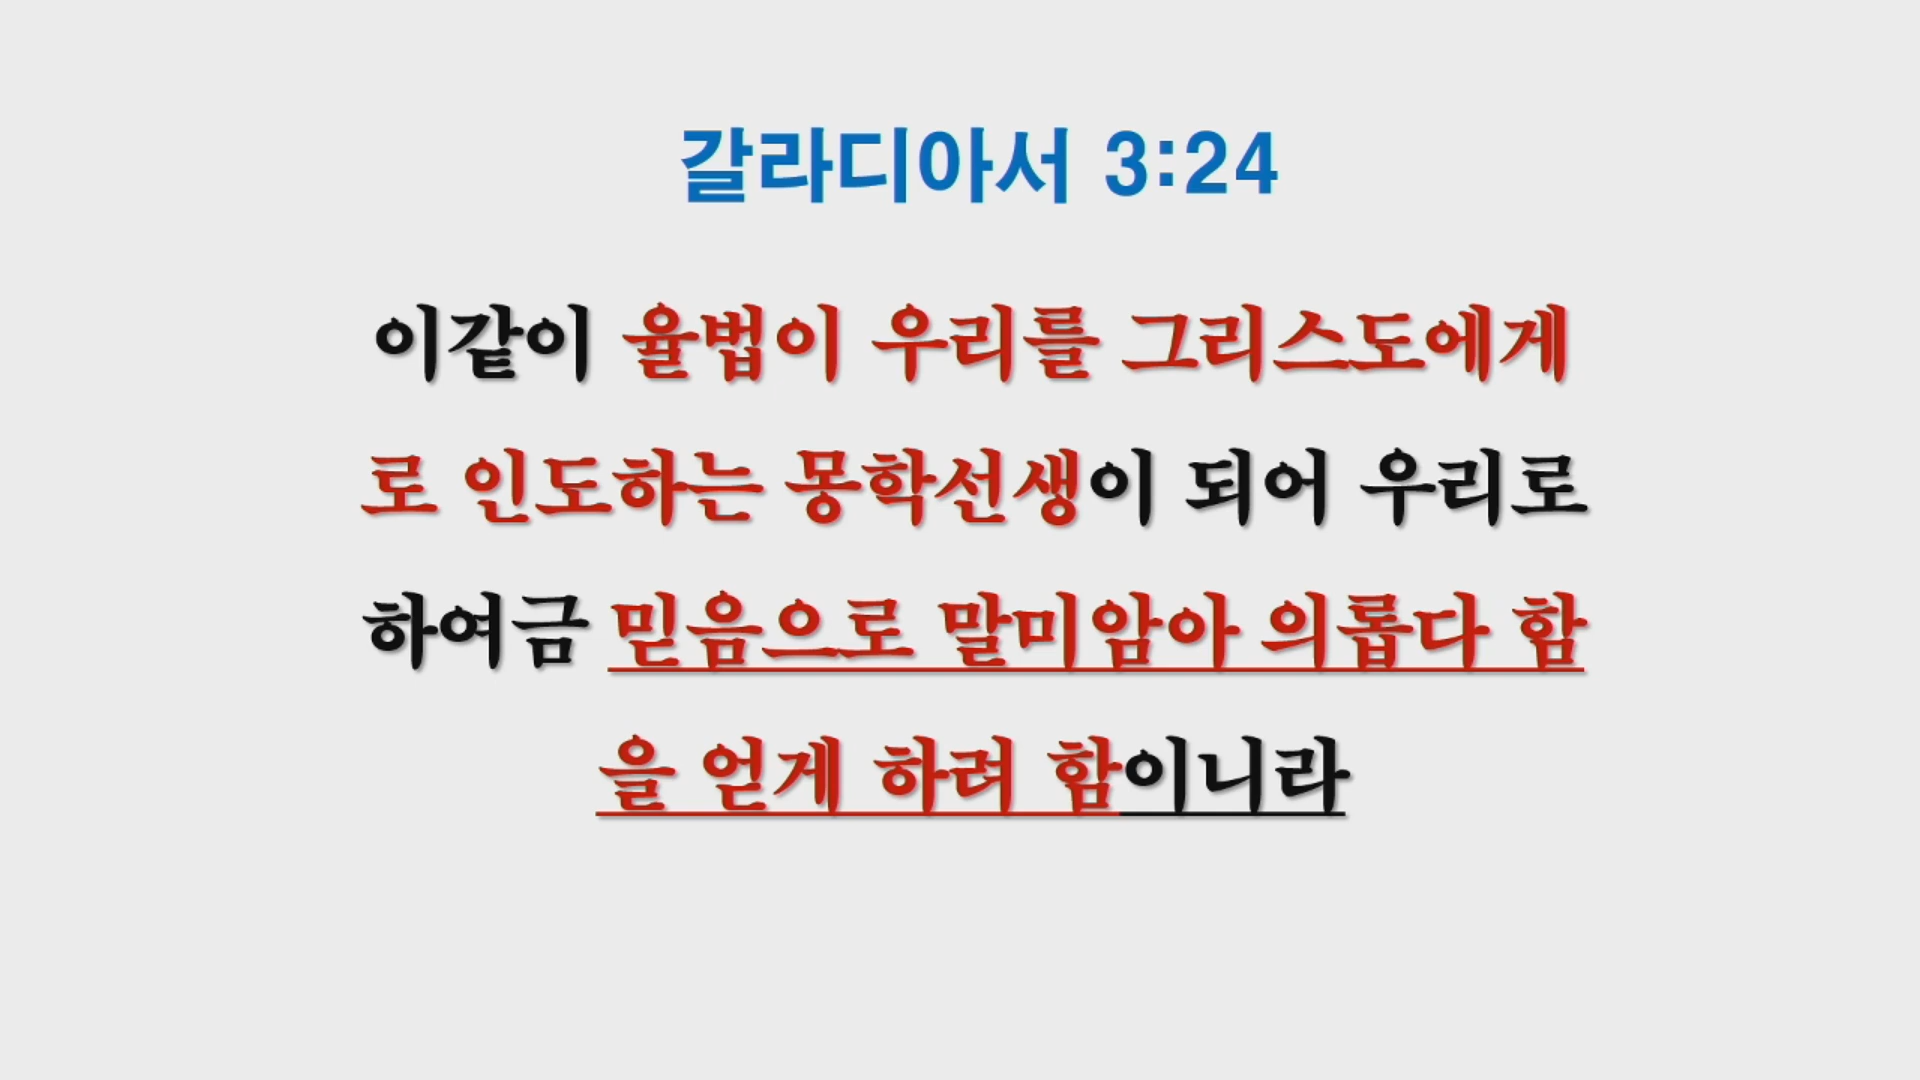 갈라디아서 3:24
이같이 율법이 우리를 그리스도에게
로 인도하는 몽학선생이 되어 우리로
하여금 믿음으로 말미암아 의롭다 함
을 얻게 하려 함이니라